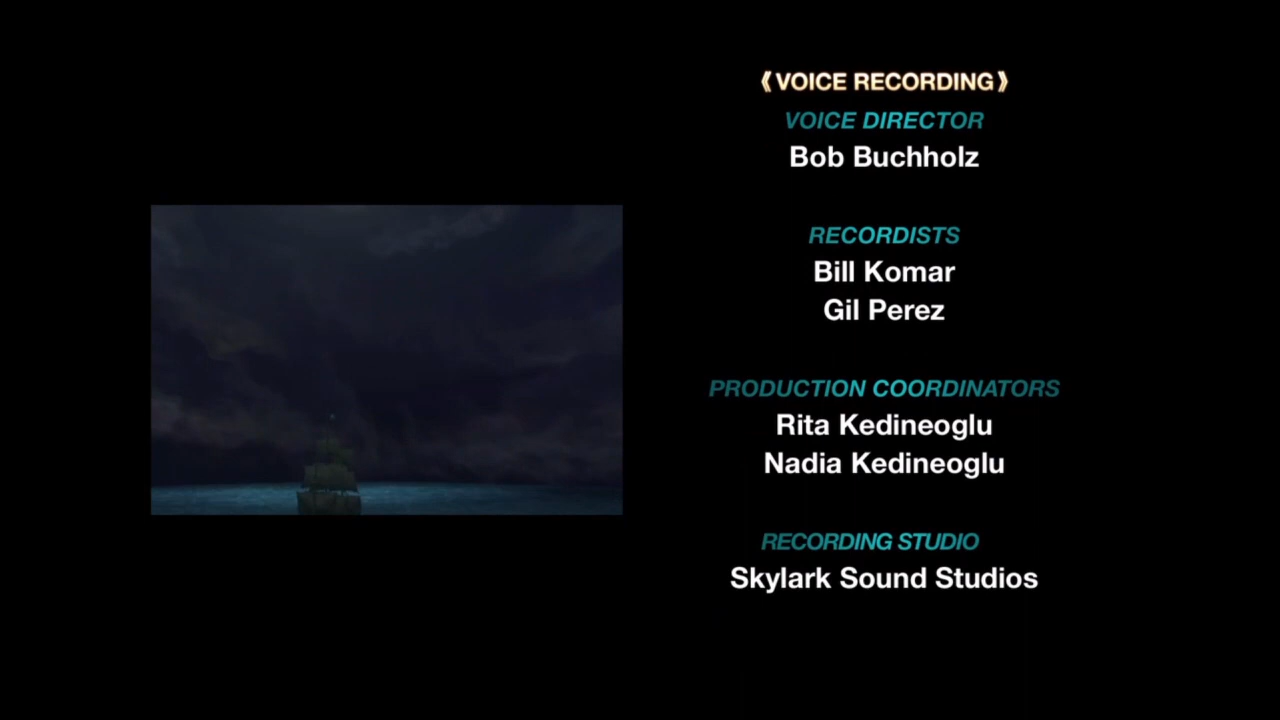 《VOICE RECORDING》
VOICE DIRECTOR
Bob Buchholz
RECORDISTS
Bill Komar
Gil Perez
PRODUCTION COORDINATORS
Rita Kedineoglu
Nadia Kedineoglu
RECORDING STUDIO
Skylark Sound Studios